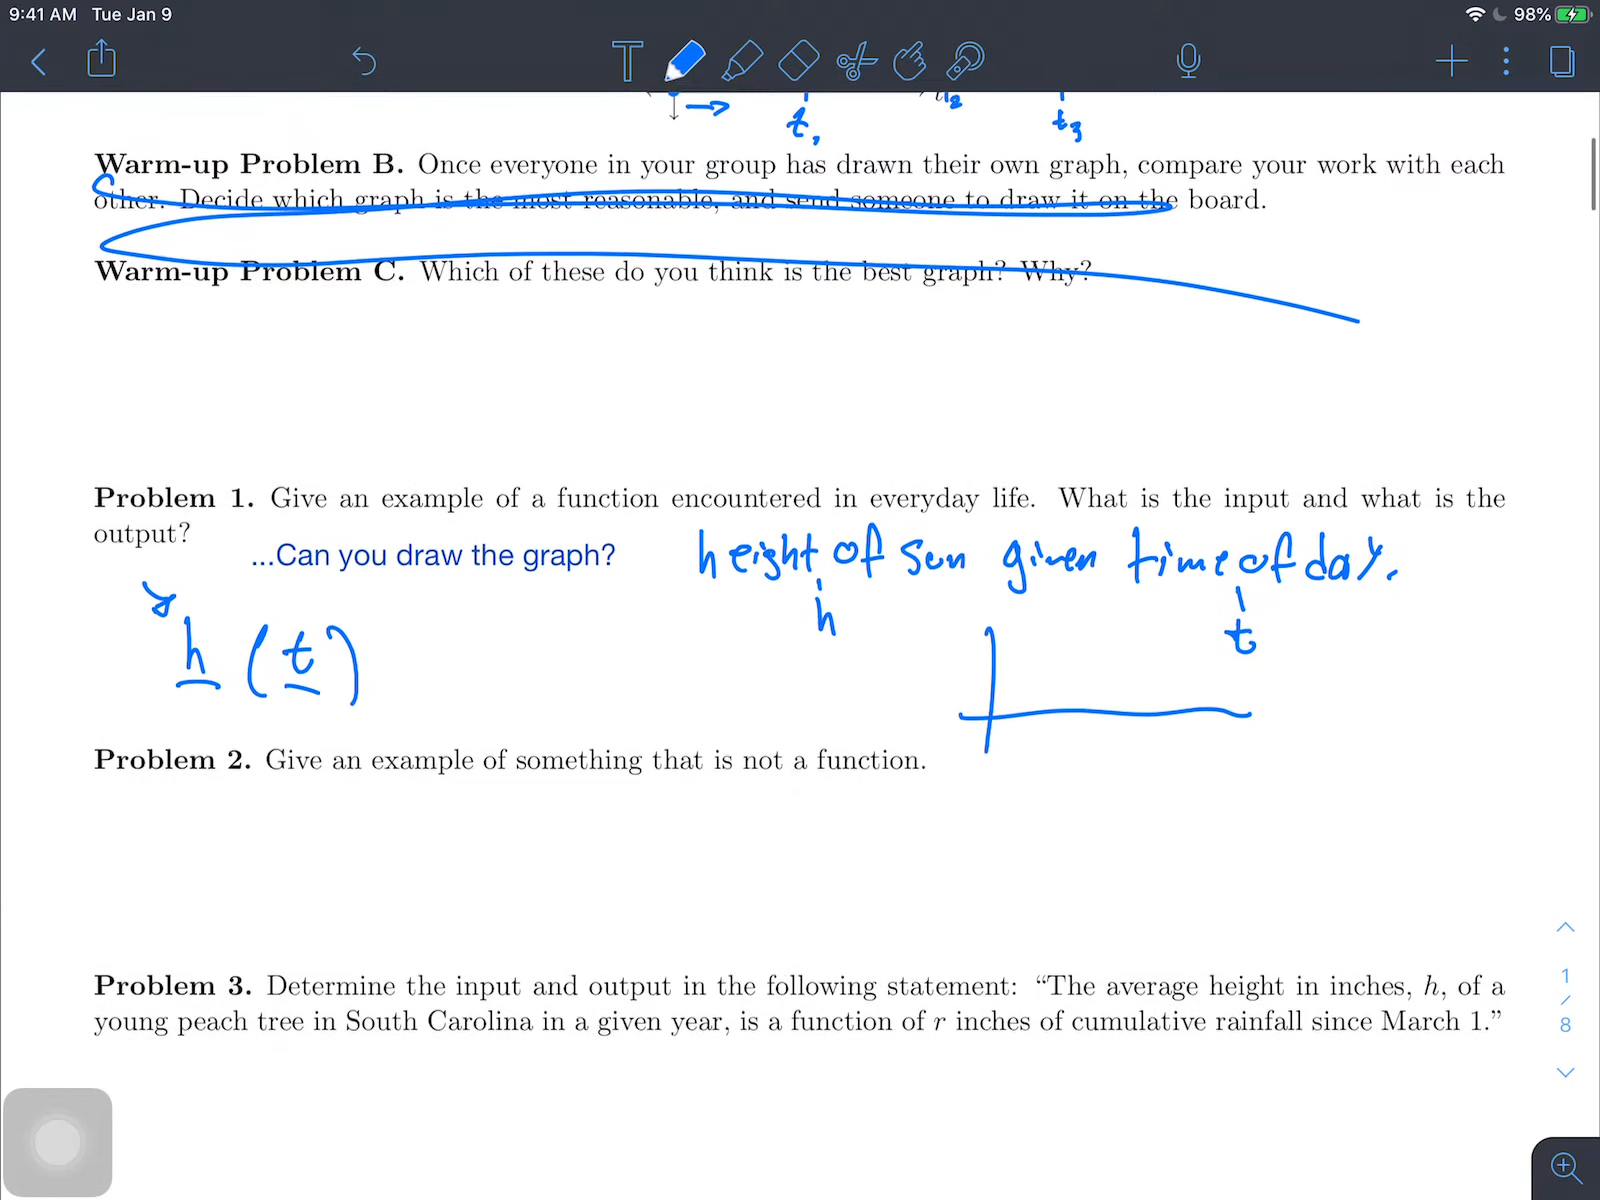 9:41 AM Tue Jan 9 98%
t₁ t₂ t₃
Warm-up Problem B. Once everyone in your group has drawn their own graph, compare your work with each
other. Decide which graph is the most reasonable, and send someone to draw it on the board.
Warm-up Problem C. Which of these do you think is the best graph? Why?
Problem 1. Give an example of a function encountered in everyday life. What is the input and what is the
output?
...Can you draw the graph? height of sun given time of day.
h t
h (t)
Problem 2. Give an example of something that is not a function.
Problem 3. Determine the input and output in the following statement: “The average height in inches, h, of a
young peach tree in South Carolina in a given year, is a function of r inches of cumulative rainfall since March 1.”
1
/
8